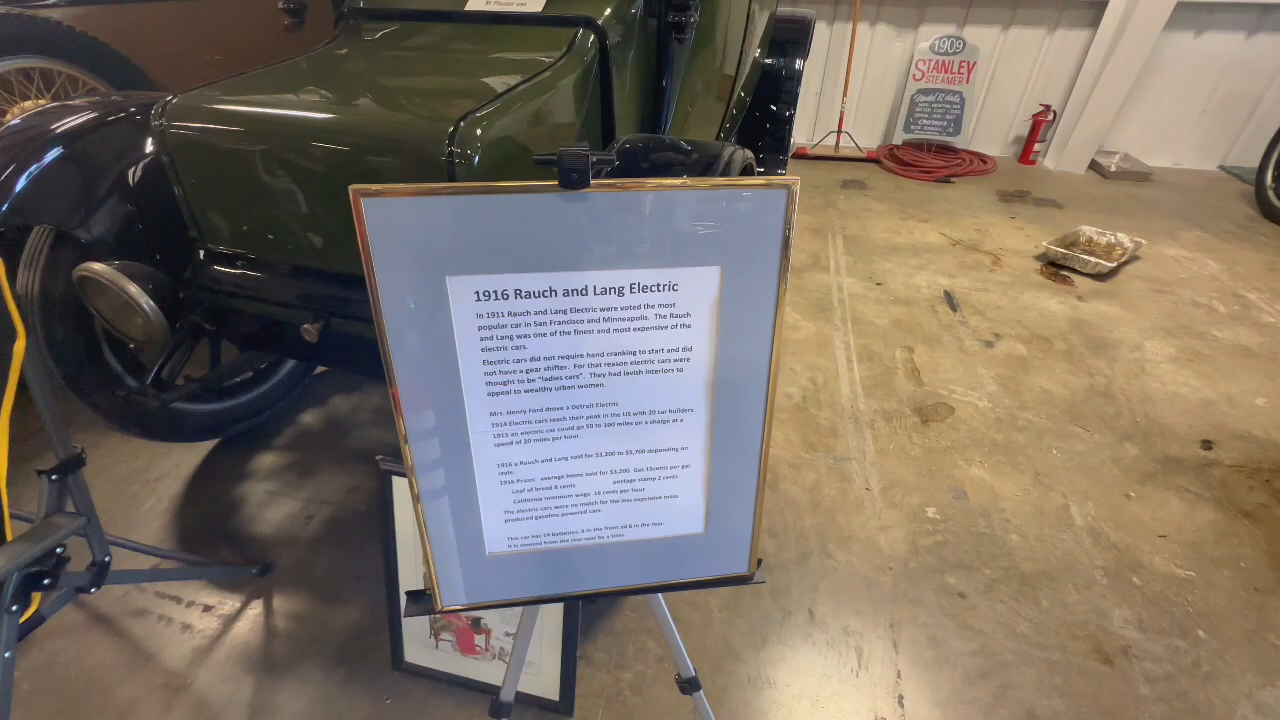 Mt Pleasant Iowa
1909
STANLEY
STEAMER
Model R data
OWNER
1916 Rauch and Lang Electric
In 1911 Rauch and Lang Electric were voted the most
popular car in San Francisco and Minneapolis. The Rauch
and Lang was one of the finest and most expensive of the
electric cars.
Electric cars did not require hand cranking to start and did
not have a gear shifter. For that reason electric cars were
thought to be "ladies cars". They had lavish interiors to
appeal to wealthy urban women.
Mrs. Henry Ford drove a Detroit Electric
1914 Electric cars reach their peak in the US with 20 car builders.
1915 an electric car could go 50 to 100 miles on a charge at a
speed of 20 miles per hour.
1916 a Rauch and Lang sold for $3,200 to $5,700 depending on
style.
1916 Prices: average home sold for $3,200. Gas 15cents per gal.
Loaf of bread 8 cents postage stamp 2 cents
California minimum wage 16 cents per hour
The electric cars were no match for the less expensive mass
produced gasoline powered cars.
This car has 14 batteries, 8 in the front ad 6 in the rear.
It is steered from the rear seat by a tiller.